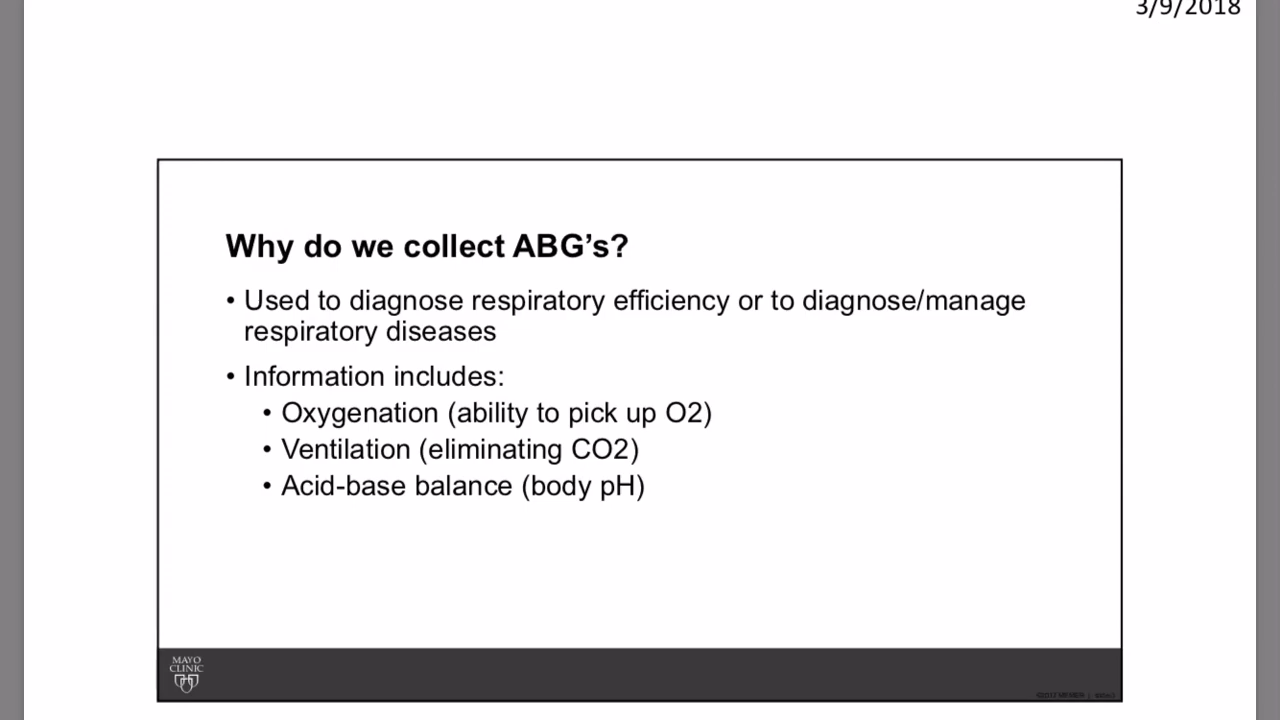 3/9/2018
Why do we collect ABG’s?
• Used to diagnose respiratory efficiency or to diagnose/manage
respiratory diseases
• Information includes:
• Oxygenation (ability to pick up O2)
• Ventilation (eliminating CO2)
• Acid-base balance (body pH)
MAYO
CLINIC